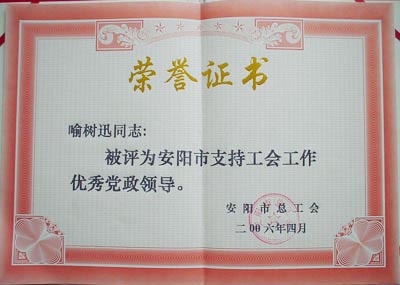 荣誉证书
喻树迅同志:
被评为安阳市支持工会工作
优秀党政领导。
安阳市总工会
二00六年四月